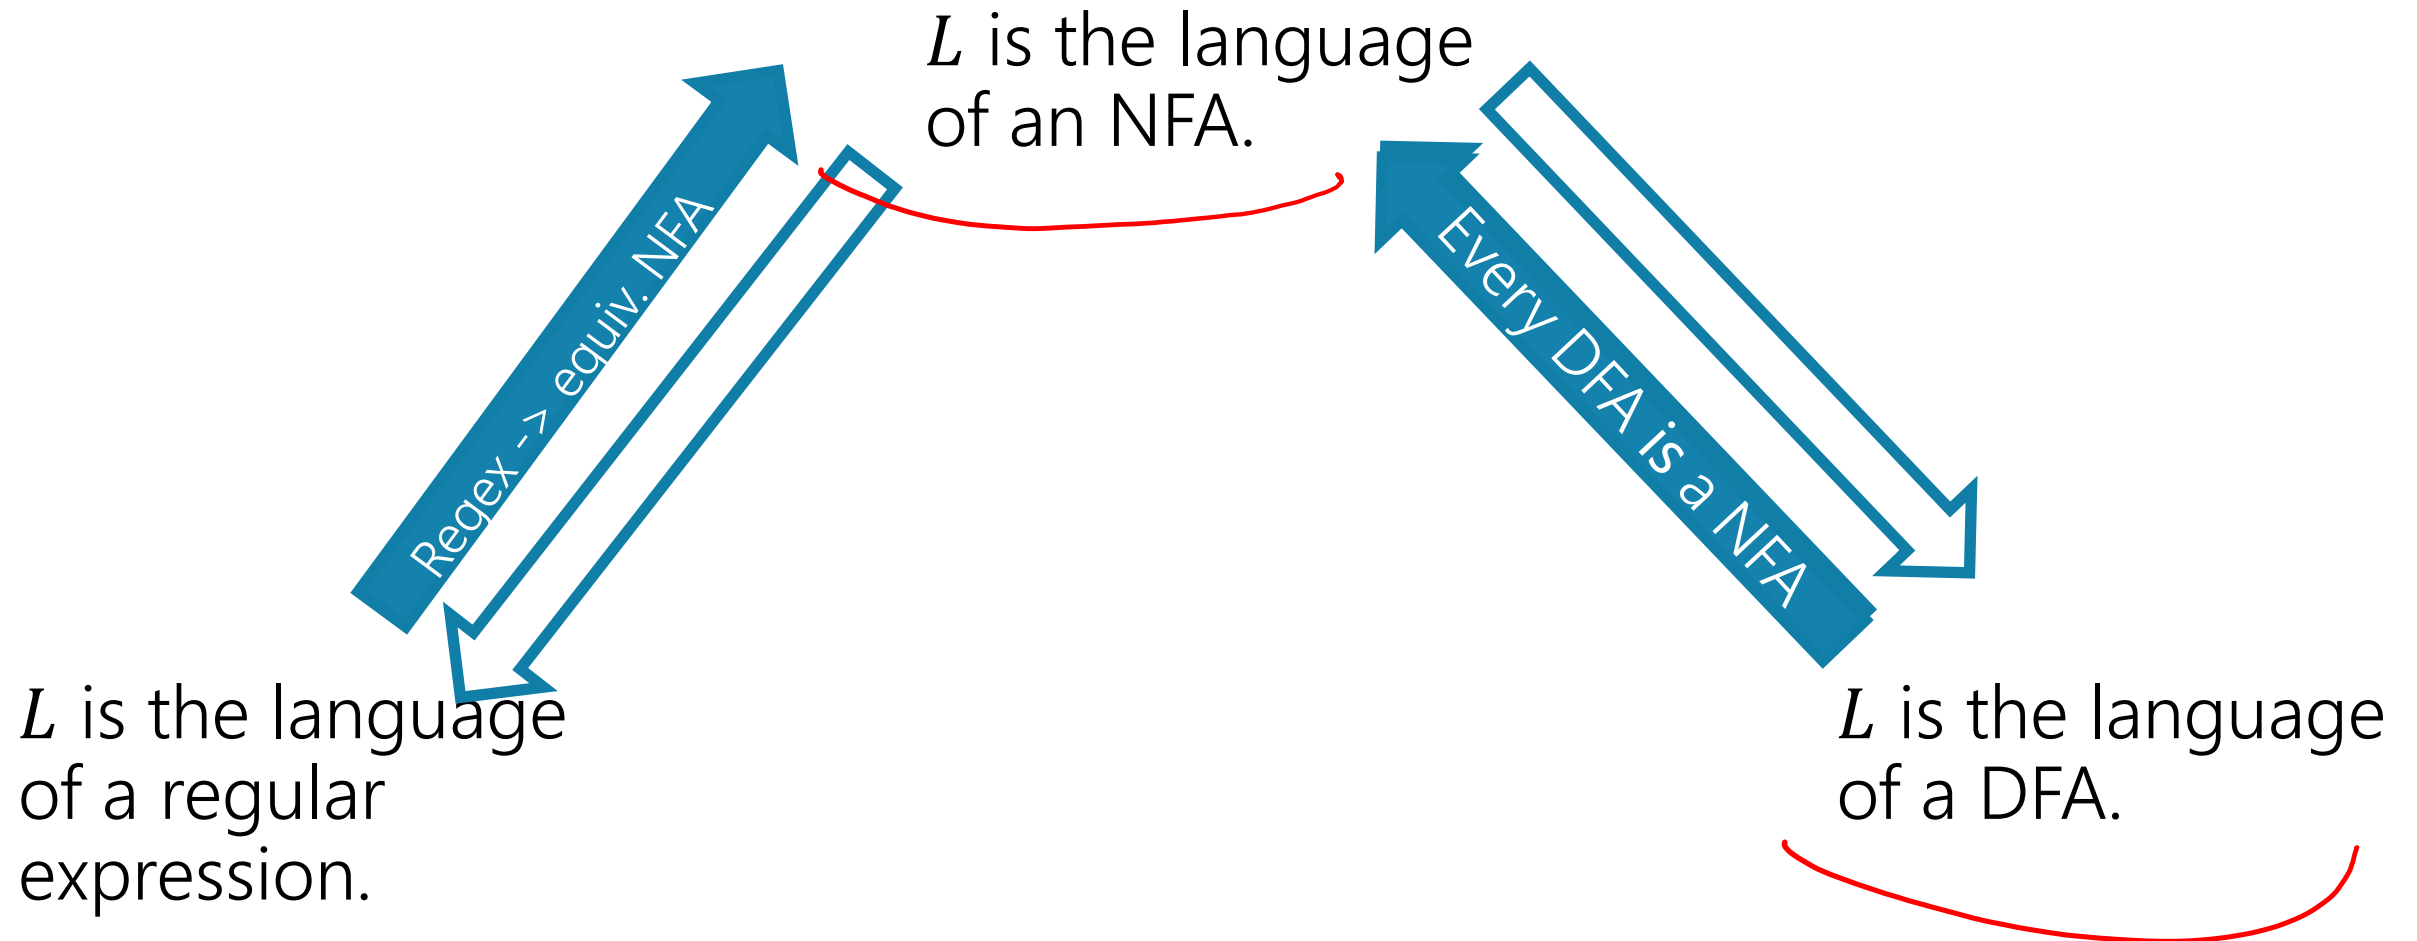 L is the language
of an NFA.
Regex -> equiv. NFA
Every DFA is a NFA
L is the language
of a regular
expression.
L is the language
of a DFA.